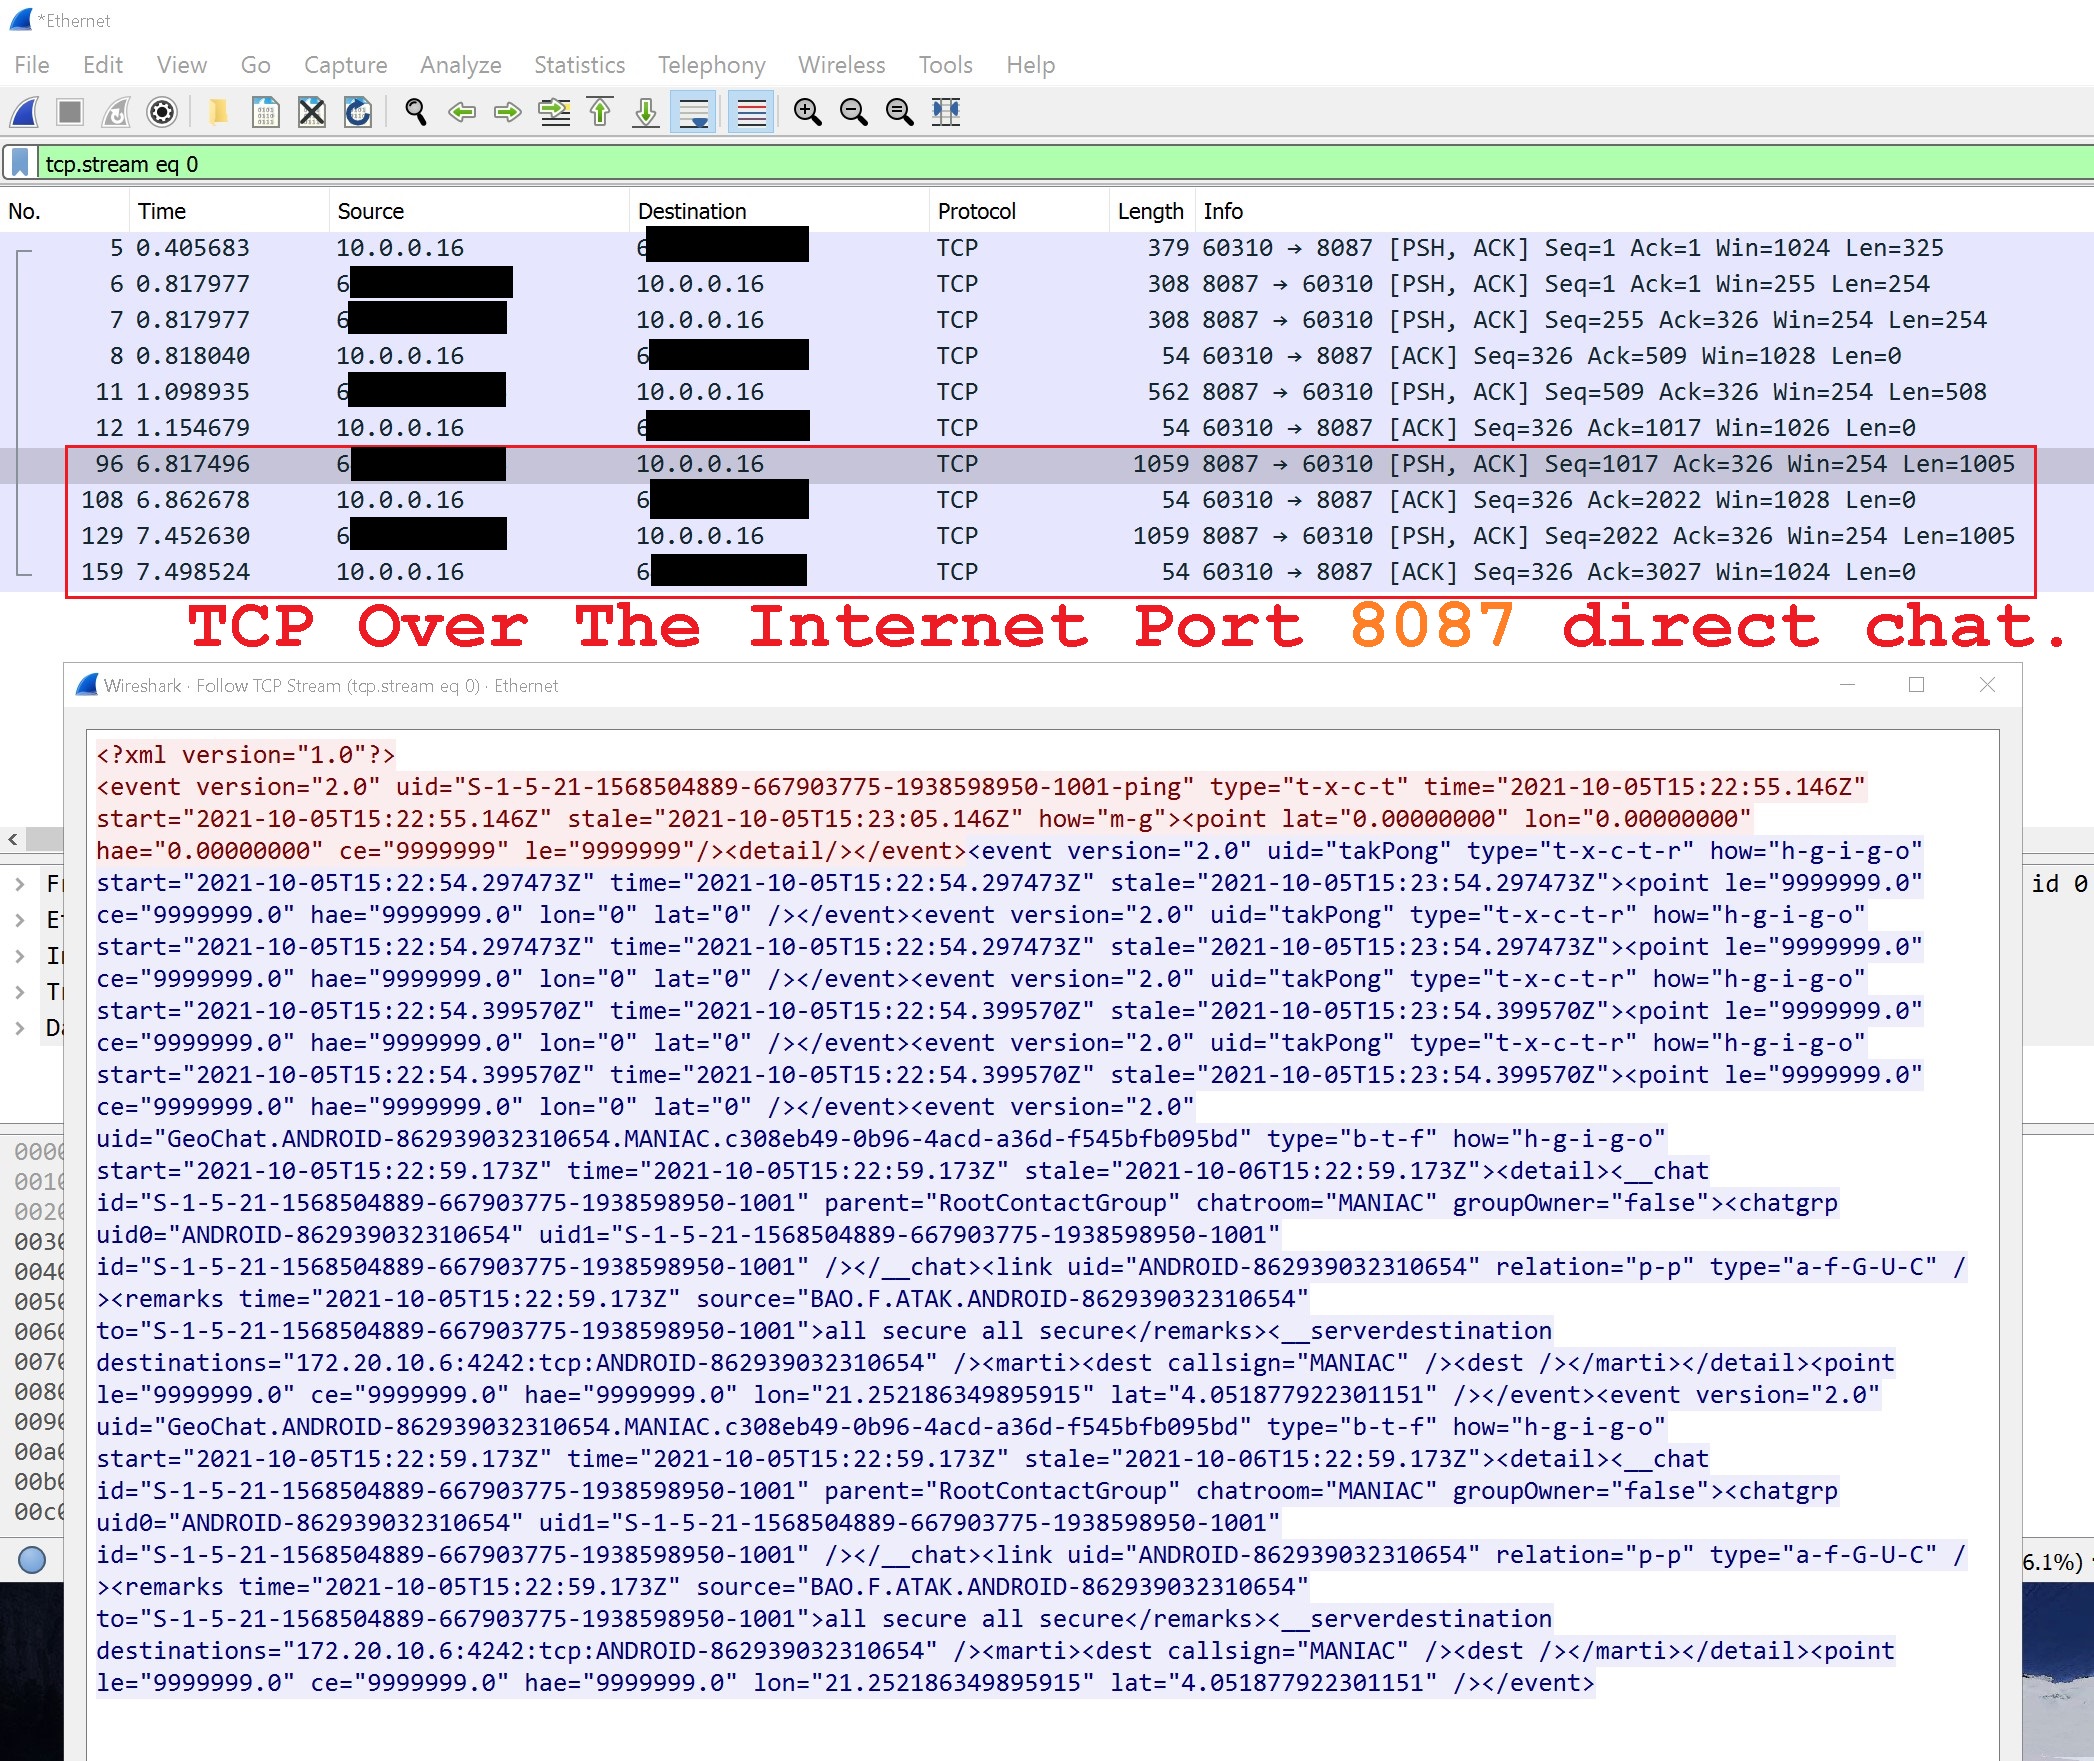 *Ethernet
File Edit View Go Capture Analyze Statistics Telephony Wireless Tools Help
tcp.stream eq 0
No. Time Source Destination Protocol Length Info
5 0.405683 10.0.0.16 6 TCP 379 60310 → 8087 [PSH, ACK] Seq=1 Ack=1 Win=1024 Len=325
6 0.817977 6 10.0.0.16 TCP 308 8087 → 60310 [PSH, ACK] Seq=1 Ack=1 Win=255 Len=254
7 0.817977 6 10.0.0.16 TCP 308 8087 → 60310 [PSH, ACK] Seq=255 Ack=326 Win=254 Len=254
8 0.818040 10.0.0.16 6 TCP 54 60310 → 8087 [ACK] Seq=326 Ack=509 Win=1028 Len=0
11 1.098935 6 10.0.0.16 TCP 562 8087 → 60310 [PSH, ACK] Seq=509 Ack=326 Win=254 Len=508
12 1.154679 10.0.0.16 6 TCP 54 60310 → 8087 [ACK] Seq=326 Ack=1017 Win=1026 Len=0
96 6.817496 6 10.0.0.16 TCP 1059 8087 → 60310 [PSH, ACK] Seq=1017 Ack=326 Win=254 Len=1005
108 6.862678 10.0.0.16 6 TCP 54 60310 → 8087 [ACK] Seq=326 Ack=2022 Win=1028 Len=0
129 7.452630 6 10.0.0.16 TCP 1059 8087 → 60310 [PSH, ACK] Seq=2022 Ack=326 Win=254 Len=1005
159 7.498524 10.0.0.16 6 TCP 54 60310 → 8087 [ACK] Seq=326 Ack=3027 Win=1024 Len=0
TCP Over The Internet Port 8087 direct chat.
Wireshark · Follow TCP Stream (tcp.stream eq 0) · Ethernet
<?xml version="1.0"?>
<event version="2.0" uid="S-1-5-21-1568504889-667903775-1938598950-1001-ping" type="t-x-c-t" time="2021-10-05T15:22:55.146Z"
start="2021-10-05T15:22:55.146Z" stale="2021-10-05T15:23:05.146Z" how="m-g"><point lat="0.00000000" lon="0.00000000"
hae="0.00000000" ce="9999999" le="9999999"/><detail/></event><event version="2.0" uid="takPong" type="t-x-c-t-r" how="h-g-i-g-o"
start="2021-10-05T15:22:54.297473Z" time="2021-10-05T15:22:54.297473Z" stale="2021-10-05T15:23:54.297473Z"><point le="9999999.0"
ce="9999999.0" hae="9999999.0" lon="0" lat="0" /></event><event version="2.0" uid="takPong" type="t-x-c-t-r" how="h-g-i-g-o"
start="2021-10-05T15:22:54.297473Z" time="2021-10-05T15:22:54.297473Z" stale="2021-10-05T15:23:54.297473Z"><point le="9999999.0"
ce="9999999.0" hae="9999999.0" lon="0" lat="0" /></event><event version="2.0" uid="takPong" type="t-x-c-t-r" how="h-g-i-g-o"
start="2021-10-05T15:22:54.399570Z" time="2021-10-05T15:22:54.399570Z" stale="2021-10-05T15:23:54.399570Z"><point le="9999999.0"
ce="9999999.0" hae="9999999.0" lon="0" lat="0" /></event><event version="2.0" uid="takPong" type="t-x-c-t-r" how="h-g-i-g-o"
start="2021-10-05T15:22:54.399570Z" time="2021-10-05T15:22:54.399570Z" stale="2021-10-05T15:23:54.399570Z"><point le="9999999.0"
ce="9999999.0" hae="9999999.0" lon="0" lat="0" /></event><event version="2.0"
uid="GeoChat.ANDROID-862939032310654.MANIAC.c308eb49-0b96-4acd-a36d-f545bfb095bd" type="b-t-f" how="h-g-i-g-o"
start="2021-10-05T15:22:59.173Z" time="2021-10-05T15:22:59.173Z" stale="2021-10-06T15:22:59.173Z"><detail><__chat
id="S-1-5-21-1568504889-667903775-1938598950-1001" parent="RootContactGroup" chatroom="MANIAC" groupOwner="false"><chatgrp
uid0="ANDROID-862939032310654" uid1="S-1-5-21-1568504889-667903775-1938598950-1001"
id="S-1-5-21-1568504889-667903775-1938598950-1001" /></__chat><link uid="ANDROID-862939032310654" relation="p-p" type="a-f-G-U-C" /
><remarks time="2021-10-05T15:22:59.173Z" source="BAO.F.ATAK.ANDROID-862939032310654"
to="S-1-5-21-1568504889-667903775-1938598950-1001">all secure all secure</remarks><__serverdestination
destinations="172.20.10.6:4242:tcp:ANDROID-862939032310654" /><marti><dest callsign="MANIAC" /><dest /></marti></detail><point
le="9999999.0" ce="9999999.0" hae="9999999.0" lon="21.252186349895915" lat="4.051877922301151" /></event><event version="2.0"
uid="GeoChat.ANDROID-862939032310654.MANIAC.c308eb49-0b96-4acd-a36d-f545bfb095bd" type="b-t-f" how="h-g-i-g-o"
start="2021-10-05T15:22:59.173Z" time="2021-10-05T15:22:59.173Z" stale="2021-10-06T15:22:59.173Z"><detail><__chat
id="S-1-5-21-1568504889-667903775-1938598950-1001" parent="RootContactGroup" chatroom="MANIAC" groupOwner="false"><chatgrp
uid0="ANDROID-862939032310654" uid1="S-1-5-21-1568504889-667903775-1938598950-1001"
id="S-1-5-21-1568504889-667903775-1938598950-1001" /></__chat><link uid="ANDROID-862939032310654" relation="p-p" type="a-f-G-U-C" /
><remarks time="2021-10-05T15:22:59.173Z" source="BAO.F.ATAK.ANDROID-862939032310654"
to="S-1-5-21-1568504889-667903775-1938598950-1001">all secure all secure</remarks><__serverdestination
destinations="172.20.10.6:4242:tcp:ANDROID-862939032310654" /><marti><dest callsign="MANIAC" /><dest /></marti></detail><point
le="9999999.0" ce="9999999.0" hae="9999999.0" lon="21.252186349895915" lat="4.051877922301151" /></event>
id 0
6.1%)